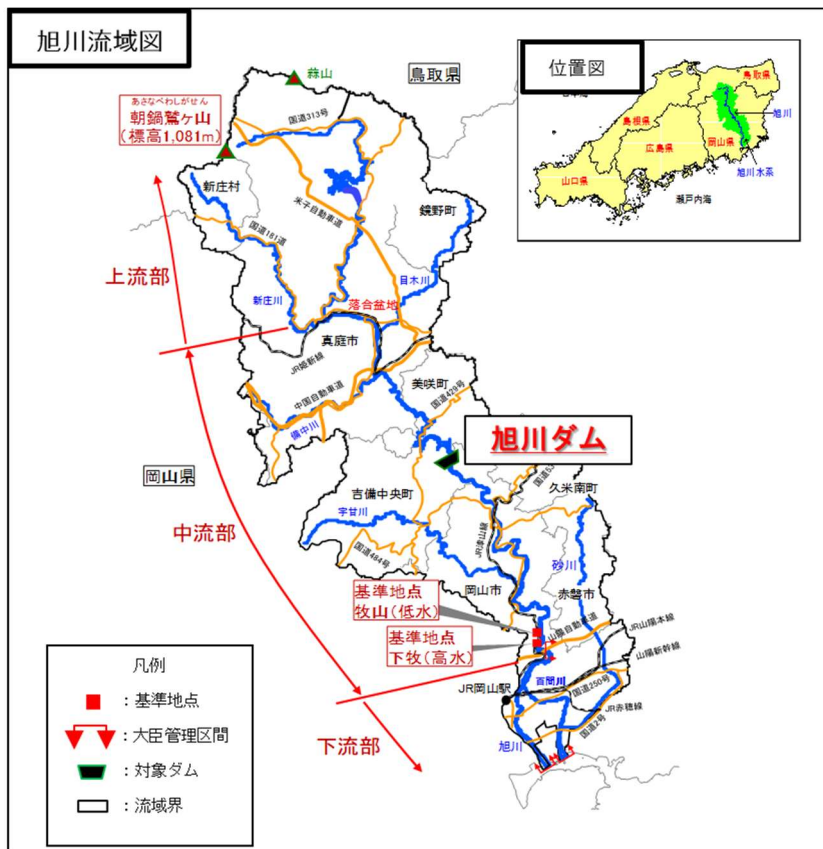 旭川流域図
位置図
鳥取県
島根県
岡山県
広島県
山口県
旭川
旭川水系
瀬戸内海
蒜山
鳥取県
あさなべわしがせん
朝鍋鷲ヶ山
(標高1,081m)
国道313号
新庄村
米子自動車道
鏡野町
国道181道
上流部
新庄川
目木川
落合盆地
真庭市
JR姫新線
美咲町
中国自動車道
国道429号
備中川
旭川ダム
岡山県
久米南町
吉備中央町
宇甘川
中流部
JR津山線
国道484号
砂川
岡山市
赤磐市
基準地点
牧山(低水)
山陽自動車道
JR山陽本線
基準地点
下牧(高水)
山陽新幹線
百間川
JR岡山駅
国道250号
JR赤穂線
国道2号
旭川
下流部
凡例
:基準地点
:大臣管理区間
:対象ダム
:流域界